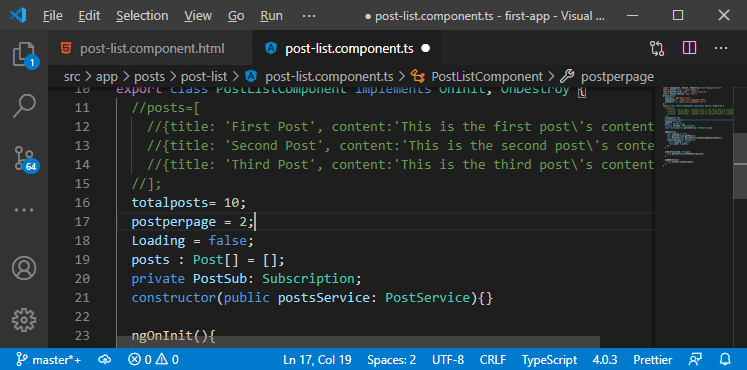 File Edit Selection View Go Run ··· ● post-list.component.ts - first-app - Visual ...
post-list.component.html post-list.component.ts ●
src > app > posts > post-list > post-list.component.ts > PostListComponent > postperpage
1
64
10 export class PostListComponent implements OnInit, OnDestroy {
11 //posts=[
12 //{title: 'First Post', content:'This is the first post\'s content
13 //{title: 'Second Post', content:'This is the second post\'s conte
14 //{title: 'Third Post', content:'This is the third post\'s content
15 //];
16 totalposts= 10;
17 postperpage = 2;
18 Loading = false;
19 posts : Post[] = [];
20 private PostSub: Subscription;
21 constructor(public postsService: PostService){}
22
23 ngOnInit(){
master*+ 0 0 Ln 17, Col 19 Spaces: 2 UTF-8 CRLF TypeScript 4.0.3 Prettier